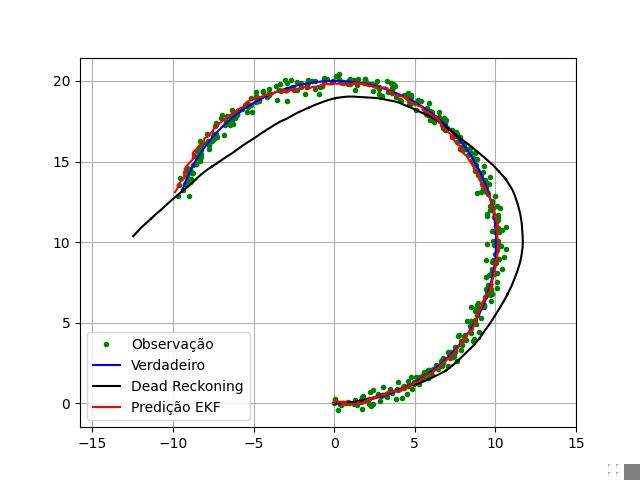 20
15
10
5
0
Observação
Verdadeiro
Dead Reckoning
Predição EKF
−15 −10 −5 0 5 10 15